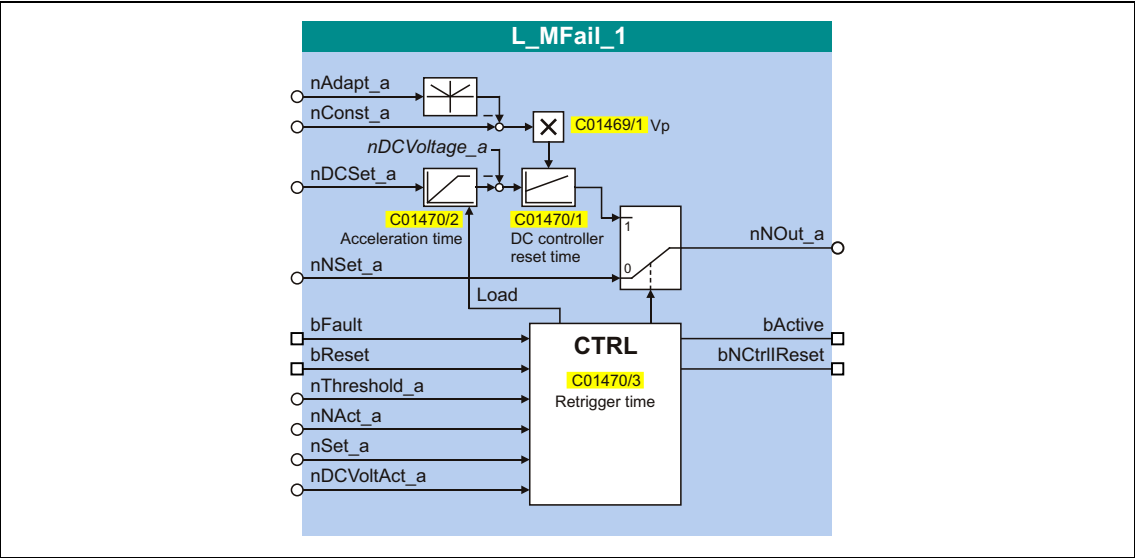 L_MFail_1
nAdapt_a
nConst_a
C01469/1 Vp
nDCVoltage_a
nDCSet_a
C01470/2
Acceleration time
C01470/1
DC controller
reset time
1
0
nNOut_a
nNSet_a
Load
bFault
bReset
nThreshold_a
nNAct_a
nSet_a
nDCVoltAct_a
CTRL
C01470/3
Retrigger time
bActive
bNCtrlIReset